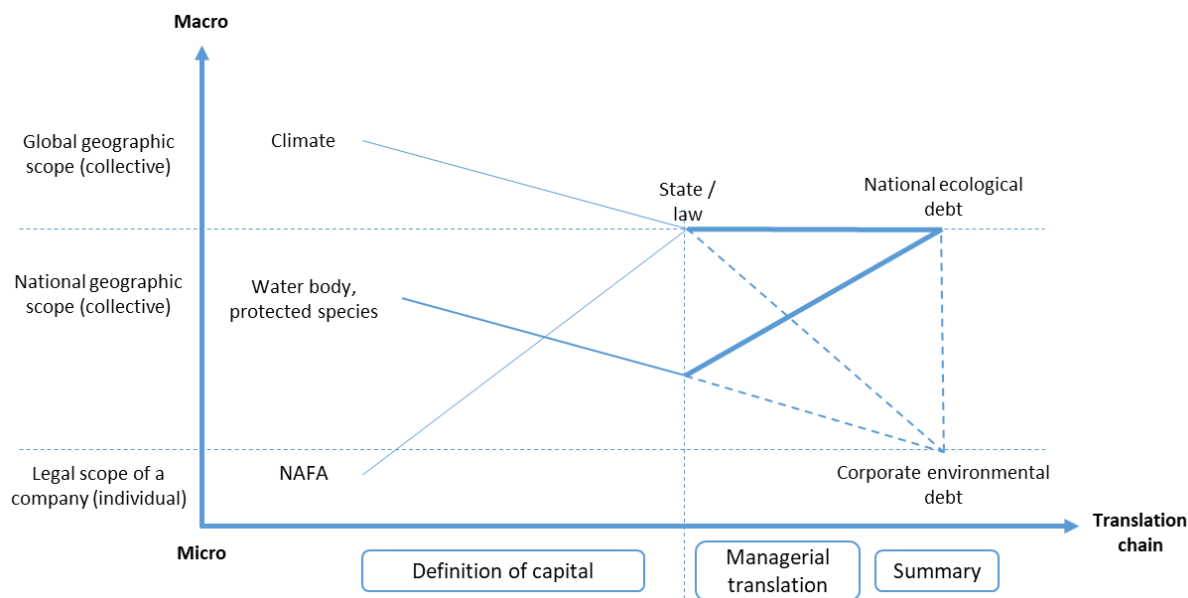 Macro
Global geographic
scope (collective)
Climate
State /
law
National ecological
debt
National geographic
scope (collective)
Water body,
protected species
Legal scope of a
company (individual)
NAFA
Corporate environmental
debt
Micro
Translation
chain
Definition of capital
Managerial
translation
Summary